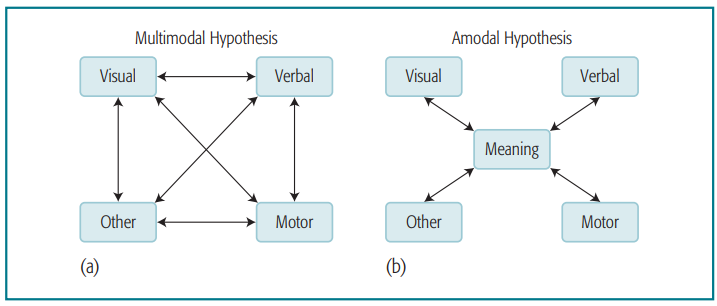 Multimodal Hypothesis
Visual
Verbal
Other
Motor
(a)
Amodal Hypothesis
Visual
Verbal
Meaning
Other
Motor
(b)